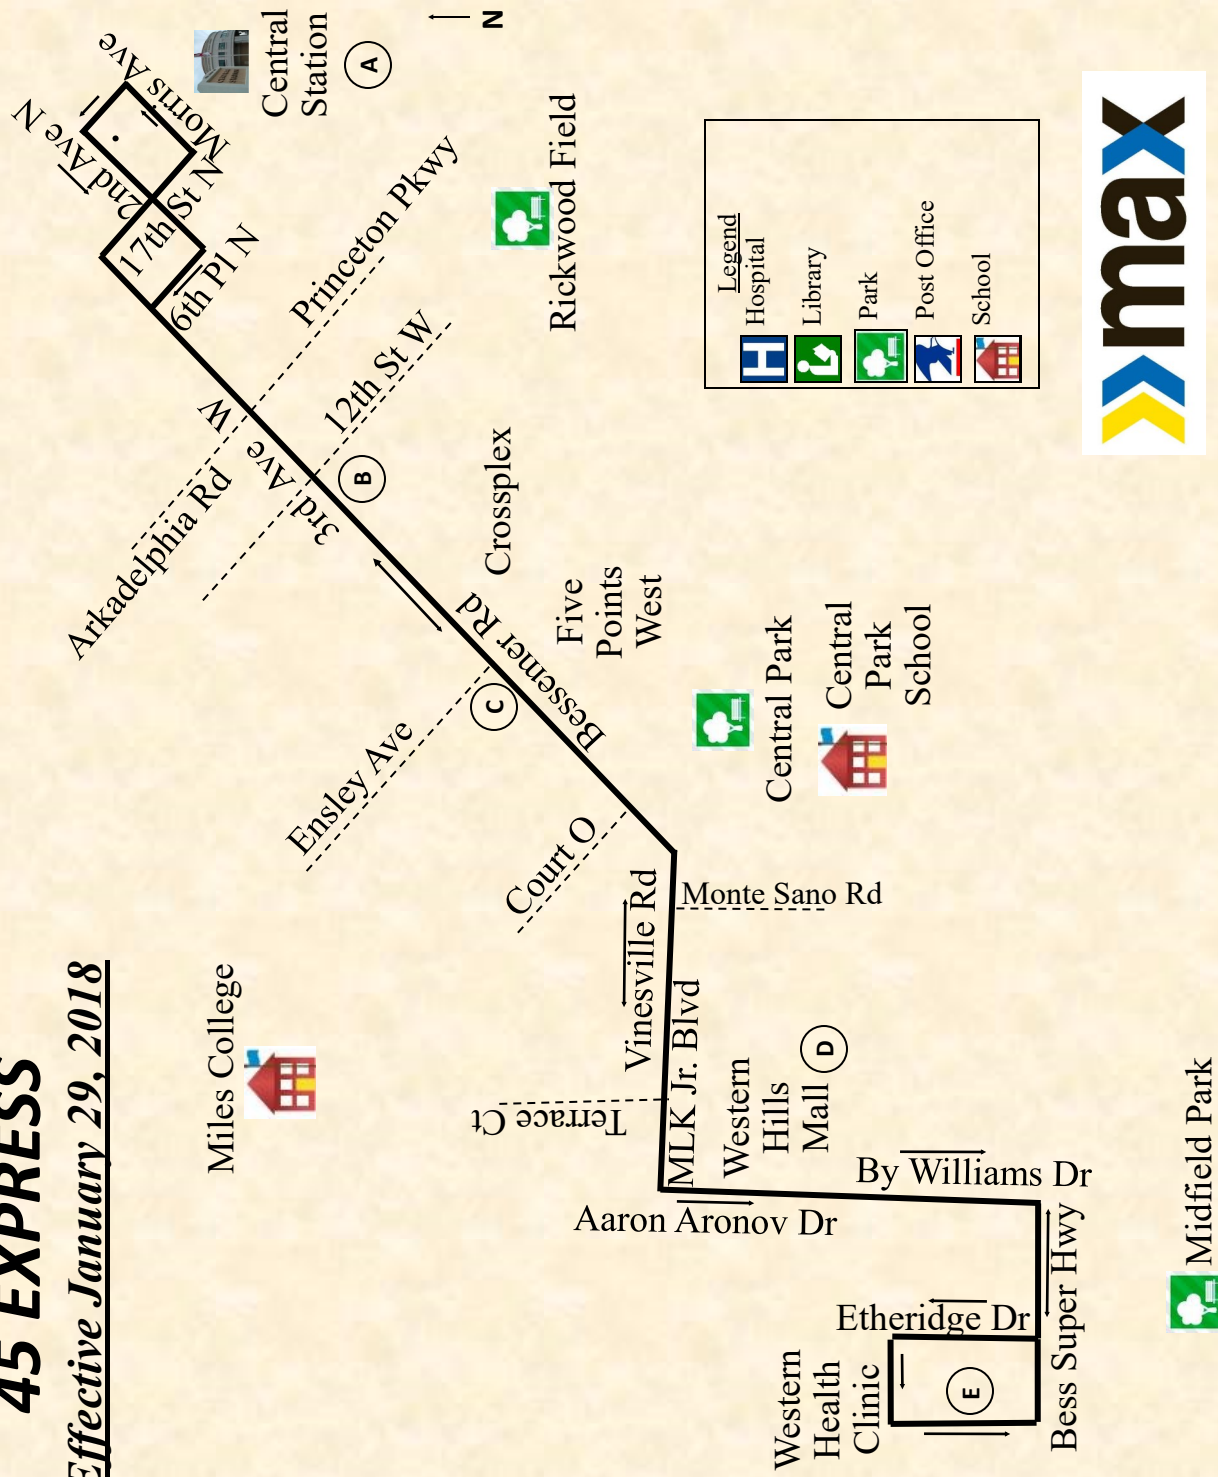 45 EXPRESS
Effective January 29, 2018
Miles College
Arkadelphia Rd
Ensley Ave
Court O
Terrace Ct
Vinesville Rd
MLK Jr. Blvd
Monte Sano Rd
Western
Hills
Mall
D
Aaron Aronov Dr
By Williams Dr
Etheridge Dr
Western
Health
Clinic
E
Bess Super Hwy
Midfield Park
C
Bessemer Rd
Five
Points
West
Crossplex
Central Park
Central
Park
School
B
3rd Ave W
12th St W
Princeton Pkwy
Rickwood Field
6th Pl N
17th St N
2nd Ave N
Morris Ave
Central
Station
A
N
Legend
Hospital
H
Library
Park
Post Office
School
max